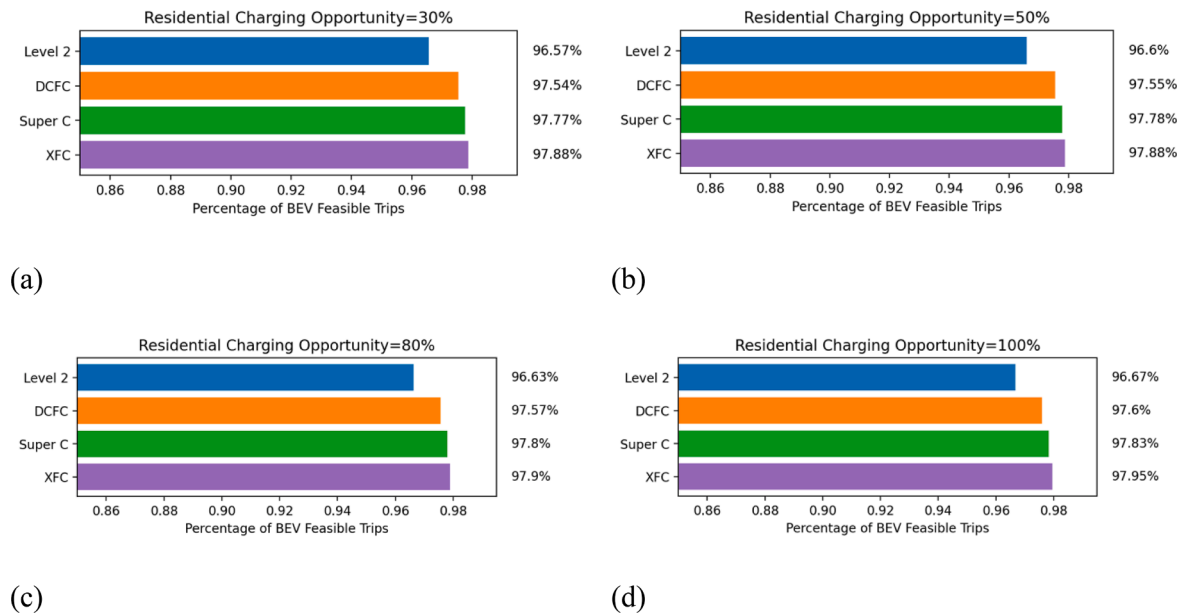 Residential Charging Opportunity=30%
Level 2 96.57%
DCFC 97.54%
Super C 97.77%
XFC 97.88%
0.86 0.88 0.90 0.92 0.94 0.96 0.98
Percentage of BEV Feasible Trips
(a)
Residential Charging Opportunity=50%
Level 2 96.6%
DCFC 97.55%
Super C 97.78%
XFC 97.88%
0.86 0.88 0.90 0.92 0.94 0.96 0.98
Percentage of BEV Feasible Trips
(b)
Residential Charging Opportunity=80%
Level 2 96.63%
DCFC 97.57%
Super C 97.8%
XFC 97.9%
0.86 0.88 0.90 0.92 0.94 0.96 0.98
Percentage of BEV Feasible Trips
(c)
Residential Charging Opportunity=100%
Level 2 96.67%
DCFC 97.6%
Super C 97.83%
XFC 97.95%
0.86 0.88 0.90 0.92 0.94 0.96 0.98
Percentage of BEV Feasible Trips
(d)